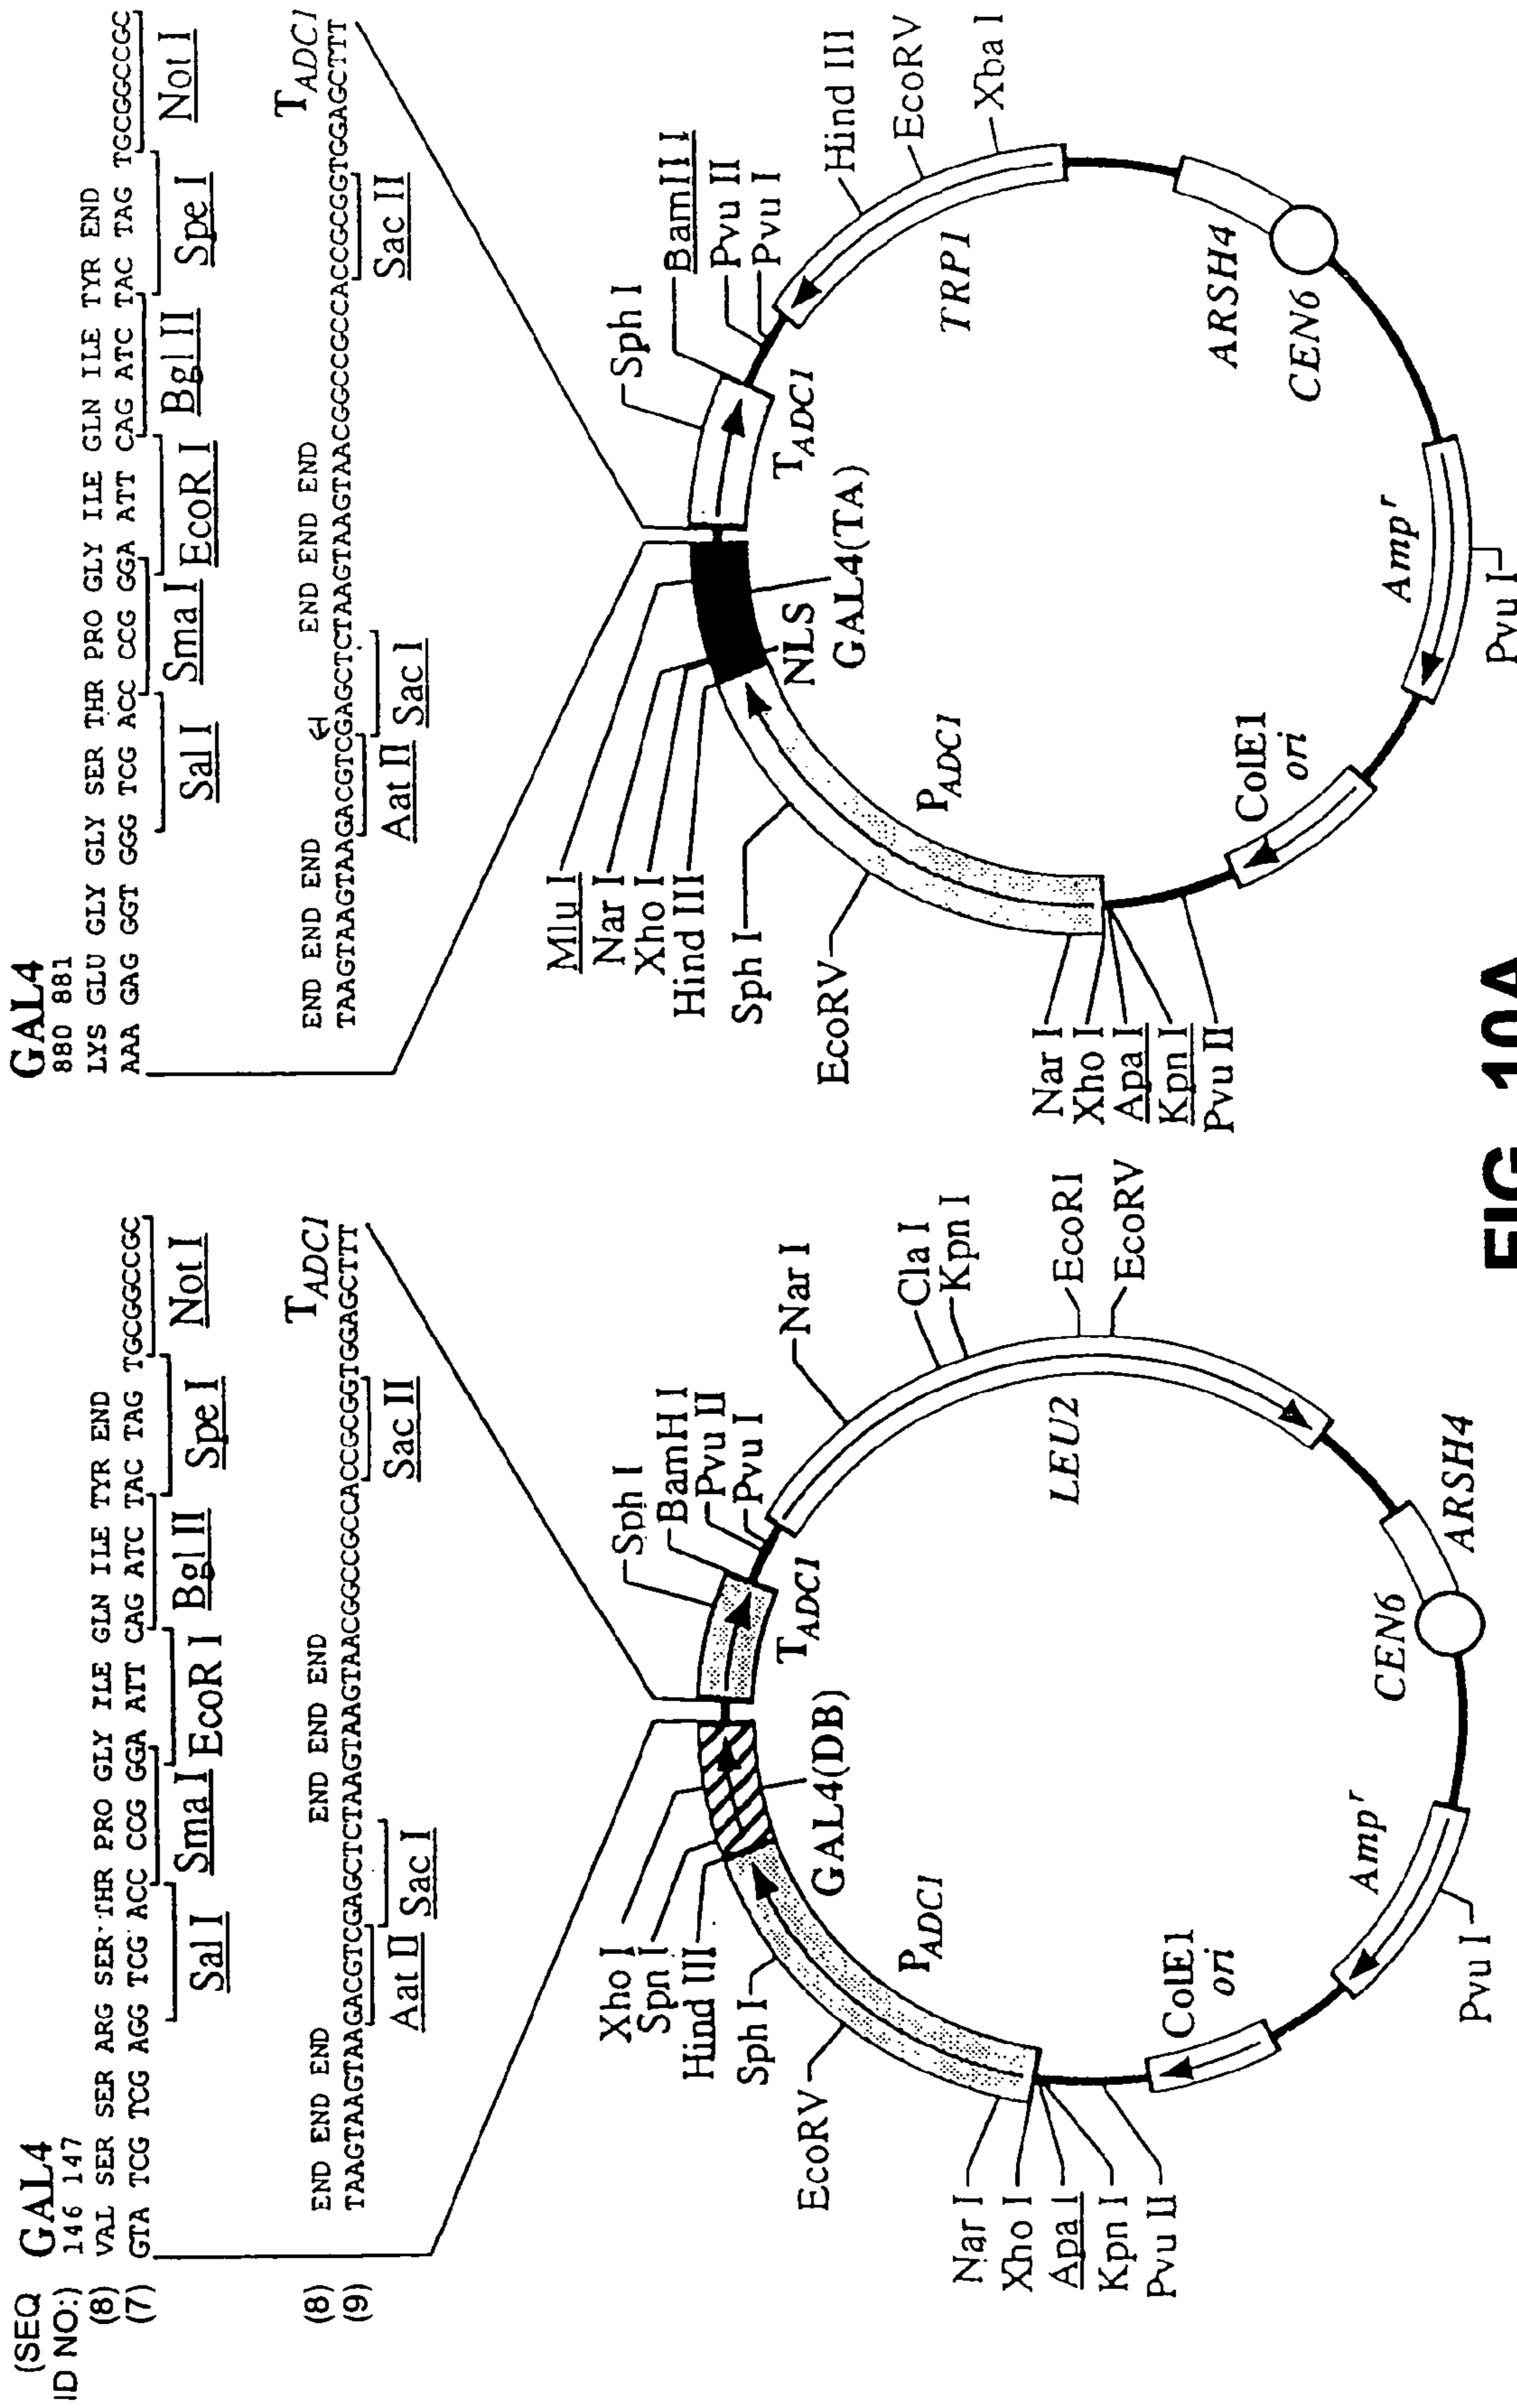 (SEQ
ID NO:)
GAL4
146 147
(8) VAL SER SER ARG SER THR PRO GLY ILE GLN ILE TYR END
(7) GTA TCG TCG AGG TCG ACC CCG GGA ATT CAG ATC TAC TAG TGCGGCCGC
Sal I Sma I EcoR I Bgl II Spe I Not I
TADC1
(8) END END END END END END
(9) TAAGTAAGTAAGACGTCGAGCTCTAAGTAAGTAACGGCCGCCACCGCGGTGGAGCTTT
Aat II Sac I Sac II
Xho I
Spn I
Hind III
Sph I
EcoRV
Nar I
Xho I
Apa I
Kpn I
Pvu II
Sph I
BamH I
Pvu II
Pvu I
Nar I
Cla I
Kpn I
EcoRI
EcoRV
GAL4(DB)
TADC1
PADC1
LEU2
ARSH4
CEN6
Ampr
Pvu I
ColE1
ori
GAL4
880 881
LYS GLU GLY GLY SER THR PRO GLY ILE GLN ILE TYR END
AAA GAG GGT GGG TCG ACC CCG GGA ATT CAG ATC TAC TAG TGCGGCCGC
Sal I Sma I EcoR I Bgl II Spe I Not I
TADC1
END END END END END END
TAAGTAAGTAAGACGTCGAGCTCTAAGTAAGTAACGGCCGCCACCGCGGTGGAGCTTT
Aat II Sac I Sac II
Mlu I
Nar I
Xho I
Hind III
Sph I
EcoRV
Nar I
Xho I
Apa I
Kpn I
Pvu II
Sph I
BamH I
Pvu II
Pvu I
Hind III
EcoRV
Xba I
NLS
GAL4(TA)
TADC1
PADC1
TRP1
ARSH4
CEN6
Ampr
Pvu I
ColE1
ori
FIG. 10A